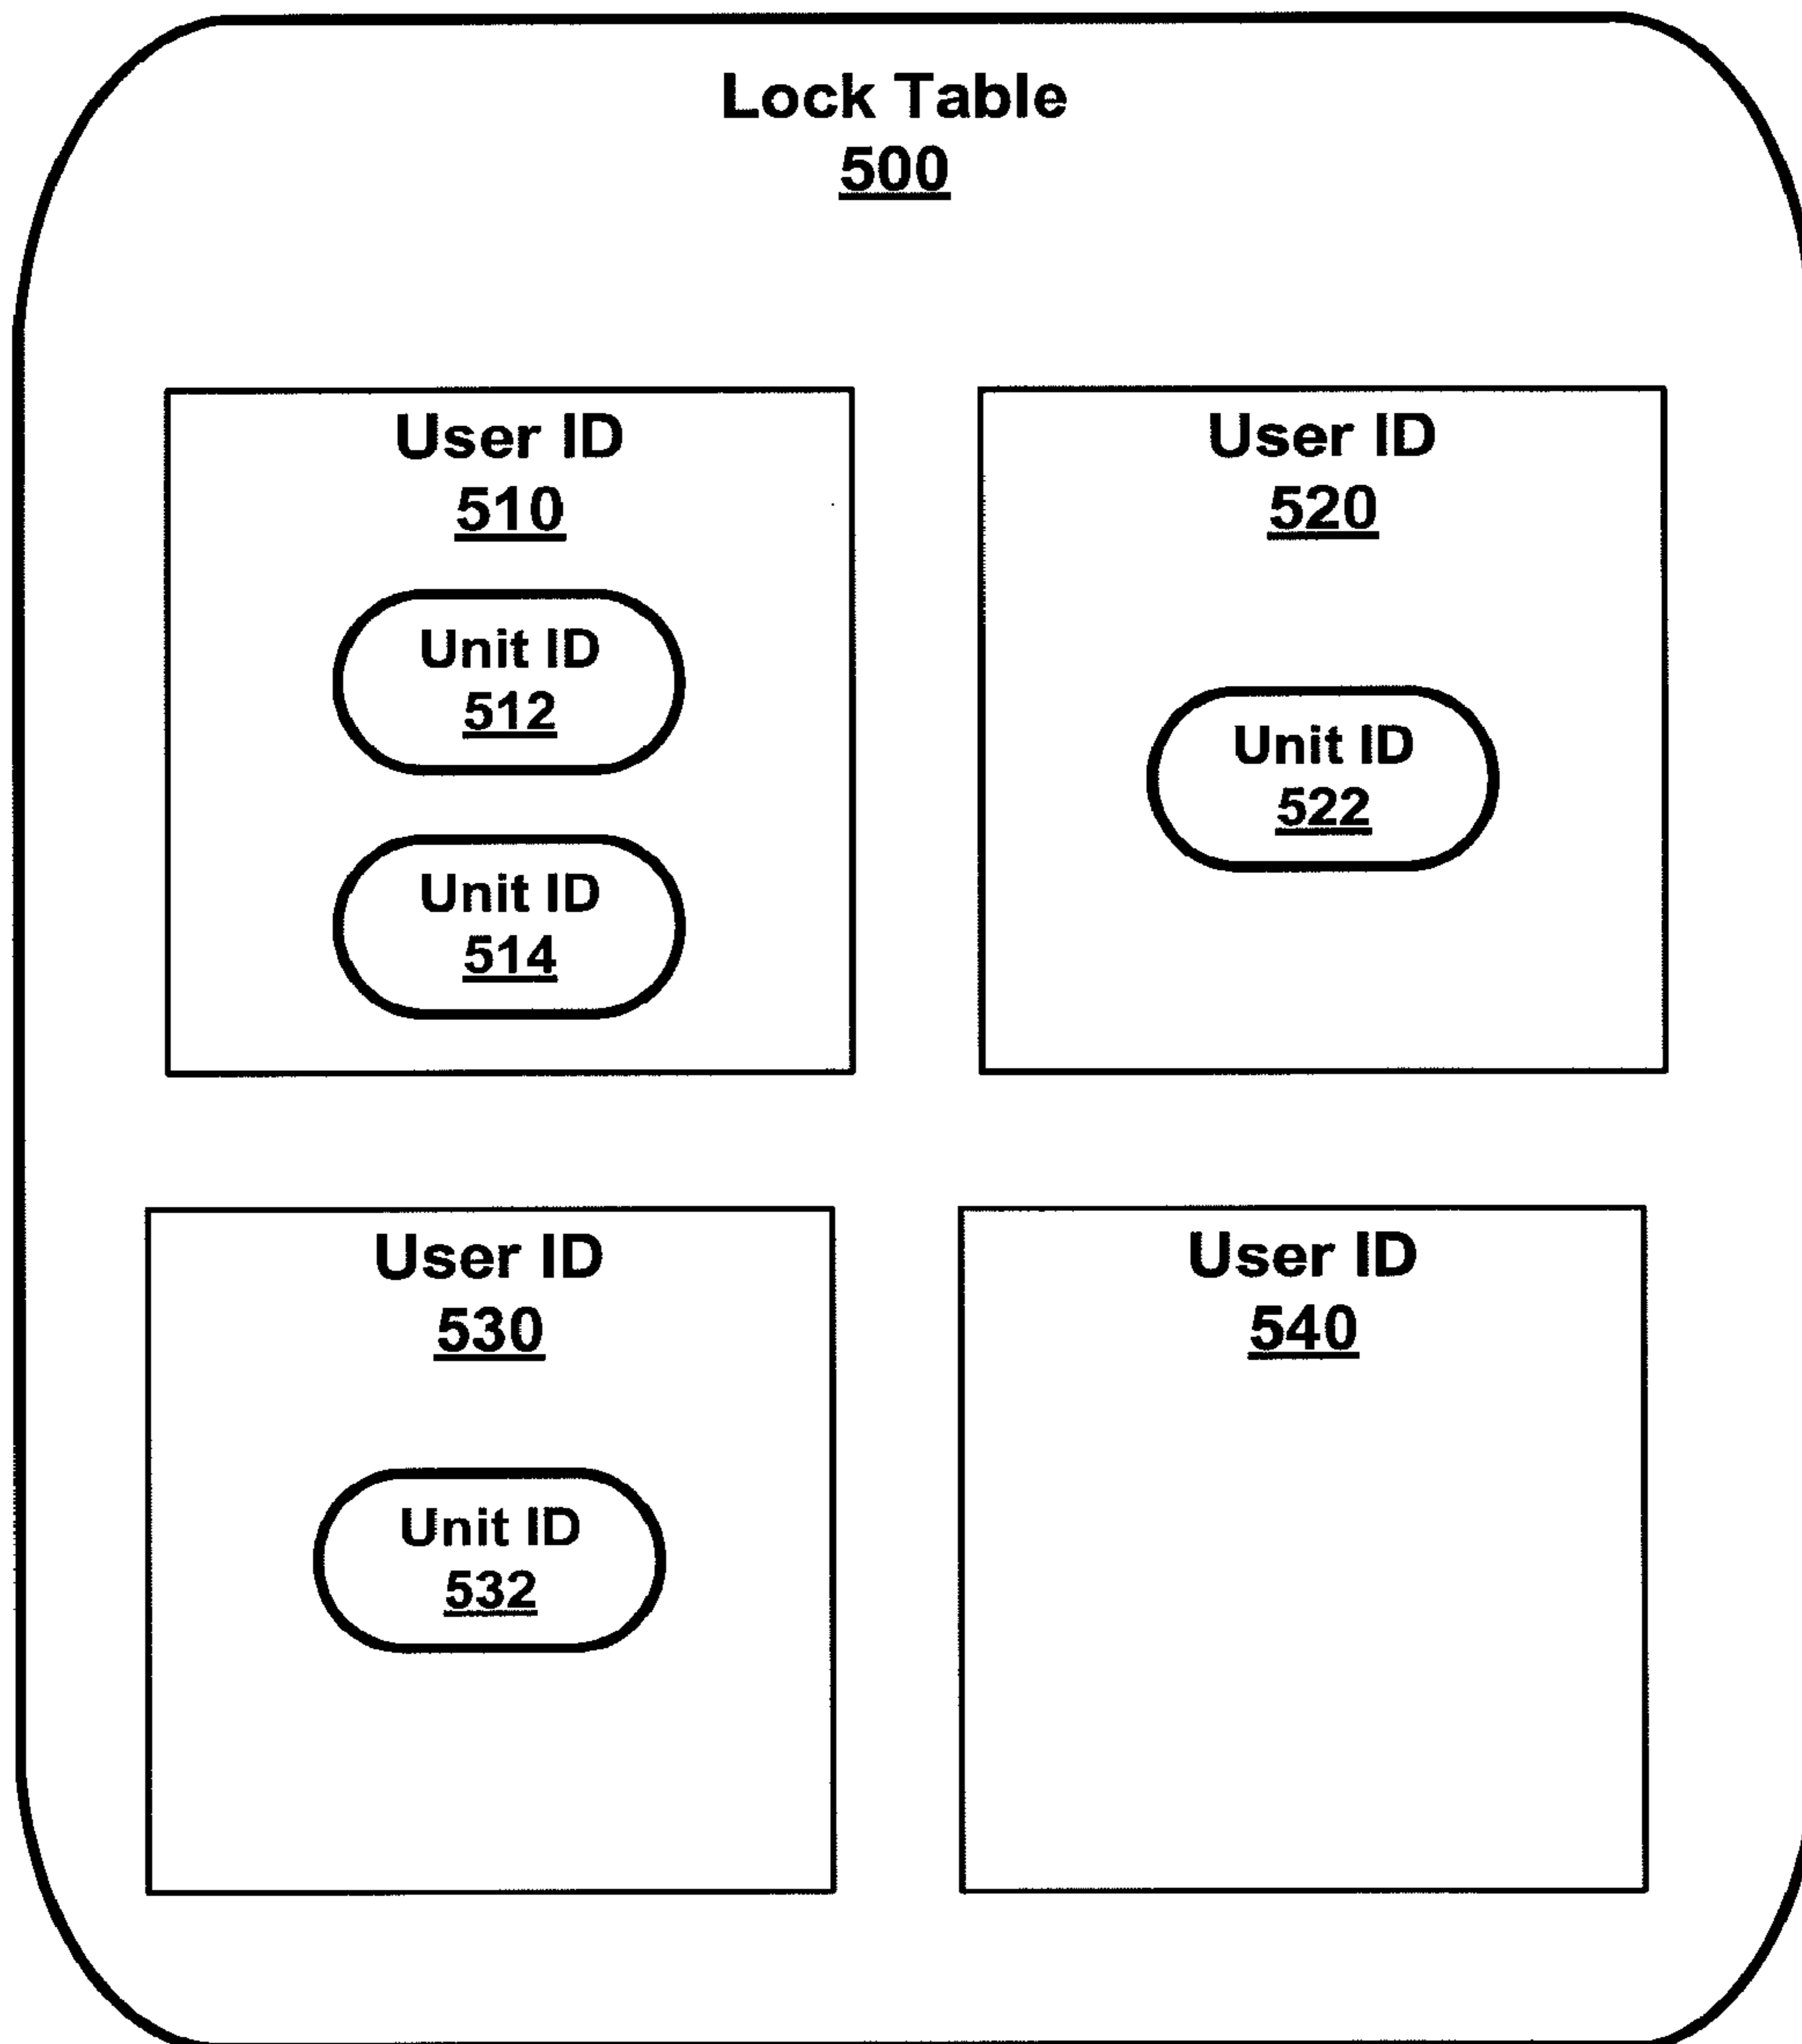 Lock Table
500
User ID
510
Unit ID
512
Unit ID
514
User ID
520
Unit ID
522
User ID
530
Unit ID
532
User ID
540